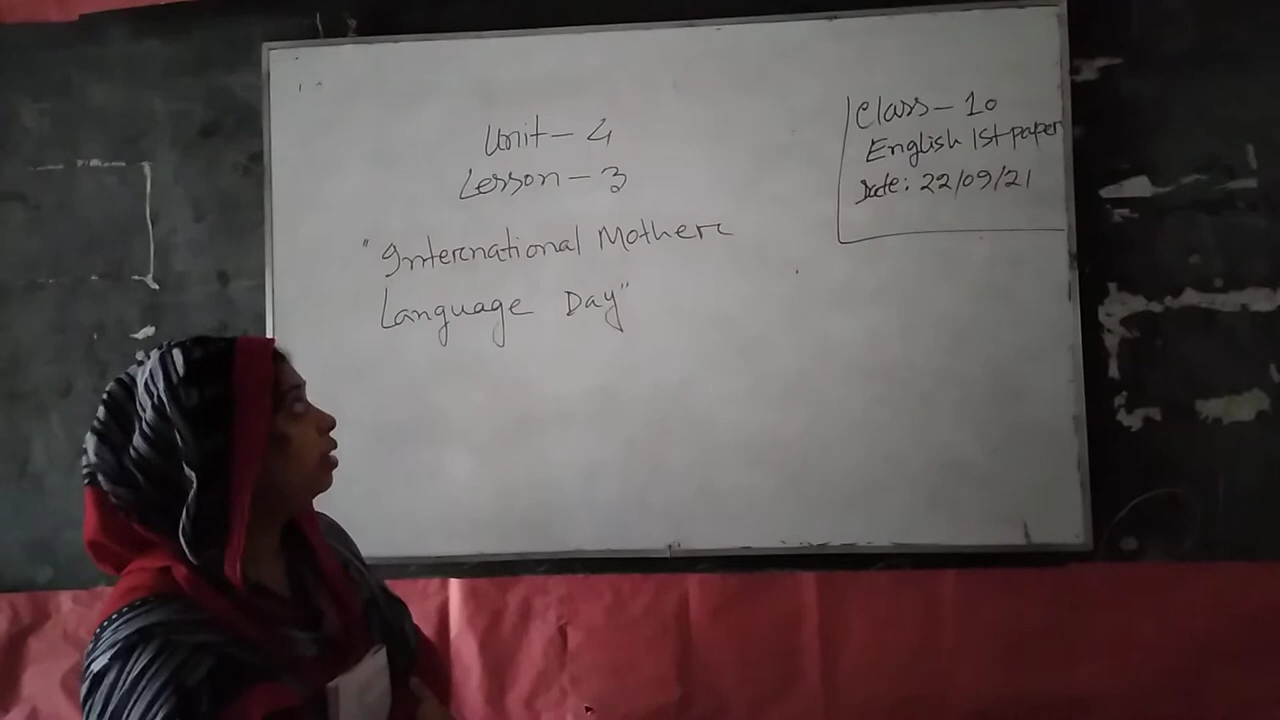 Unit - 4
Lesson - 3
"International Mother
Language Day"
Class - 10
English 1st paper
Date: 22/09/21